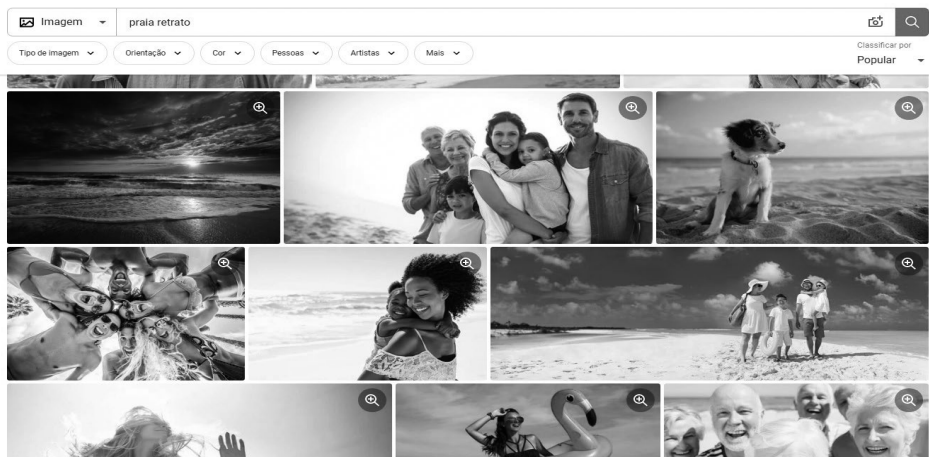 Imagem praia retrato
Tipo de imagem Orientação Cor Pessoas Artistas Mais
Classificar por
Popular